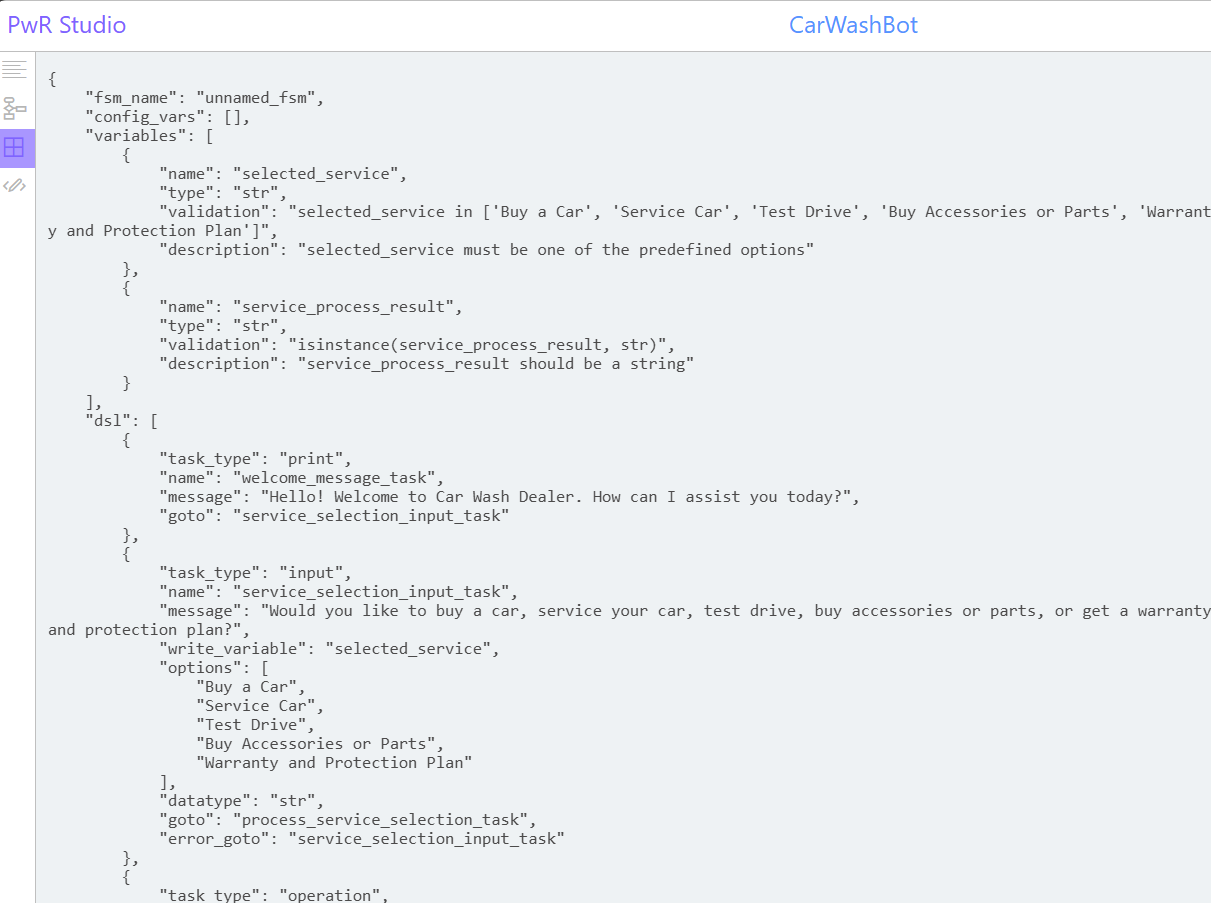 PwR Studio
CarWashBot
{
    "fsm_name": "unnamed_fsm",
    "config_vars": [],
    "variables": [
        {
            "name": "selected_service",
            "type": "str",
            "validation": "selected_service in ['Buy a Car', 'Service Car', 'Test Drive', 'Buy Accessories or Parts', 'Warrant
y and Protection Plan']",
            "description": "selected_service must be one of the predefined options"
        },
        {
            "name": "service_process_result",
            "type": "str",
            "validation": "isinstance(service_process_result, str)",
            "description": "service_process_result should be a string"
        }
    ],
    "dsl": [
        {
            "task_type": "print",
            "name": "welcome_message_task",
            "message": "Hello! Welcome to Car Wash Dealer. How can I assist you today?",
            "goto": "service_selection_input_task"
        },
        {
            "task_type": "input",
            "name": "service_selection_input_task",
            "message": "Would you like to buy a car, service your car, test drive, buy accessories or parts, or get a warranty
and protection plan?",
            "write_variable": "selected_service",
            "options": [
                "Buy a Car",
                "Service Car",
                "Test Drive",
                "Buy Accessories or Parts",
                "Warranty and Protection Plan"
            ],
            "datatype": "str",
            "goto": "process_service_selection_task",
            "error_goto": "service_selection_input_task"
        },
        {
            "task_type": "operation",